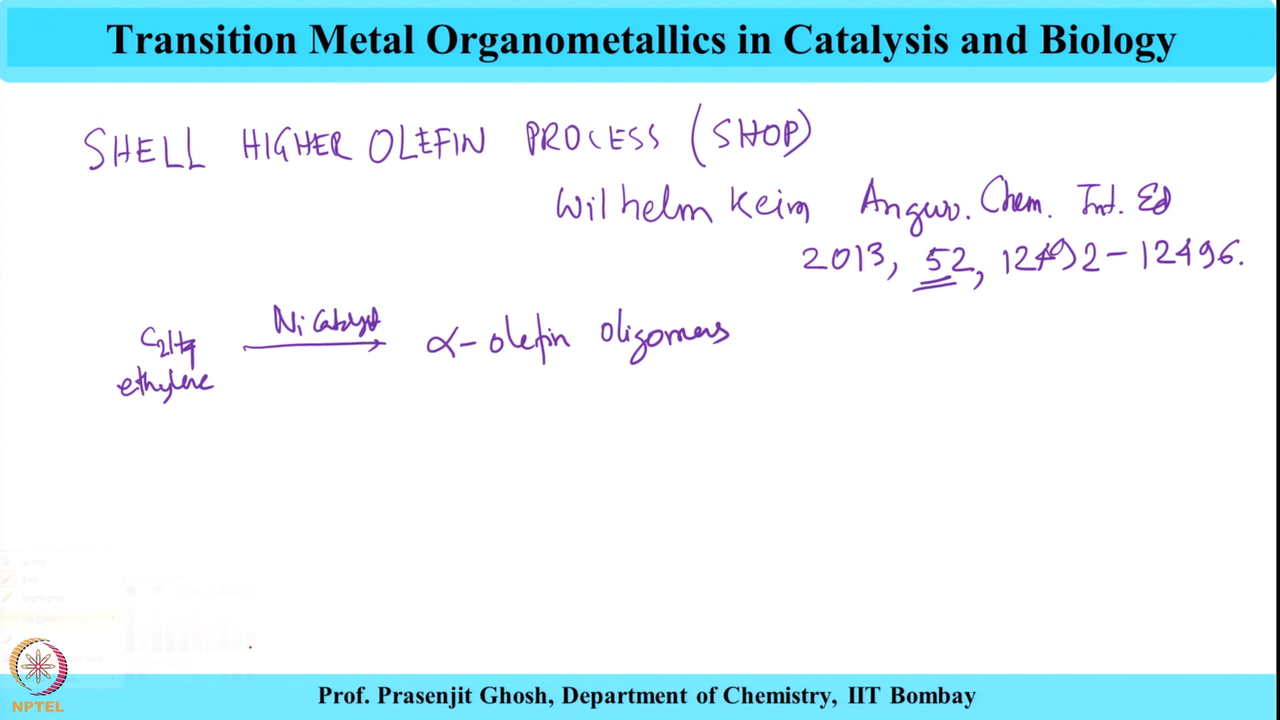 Transition Metal Organometallics in Catalysis and Biology
SHELL HIGHER OLEFIN PROCESS (SHOP)
Wilhelm Keim Angew. Chem. Int. Ed
2013, 52, 12492-12496.
C2H4 Ni Catalyst α-olefin oligomers
ethylene
Prof. Prasenjit Ghosh, Department of Chemistry, IIT Bombay
NPTEL